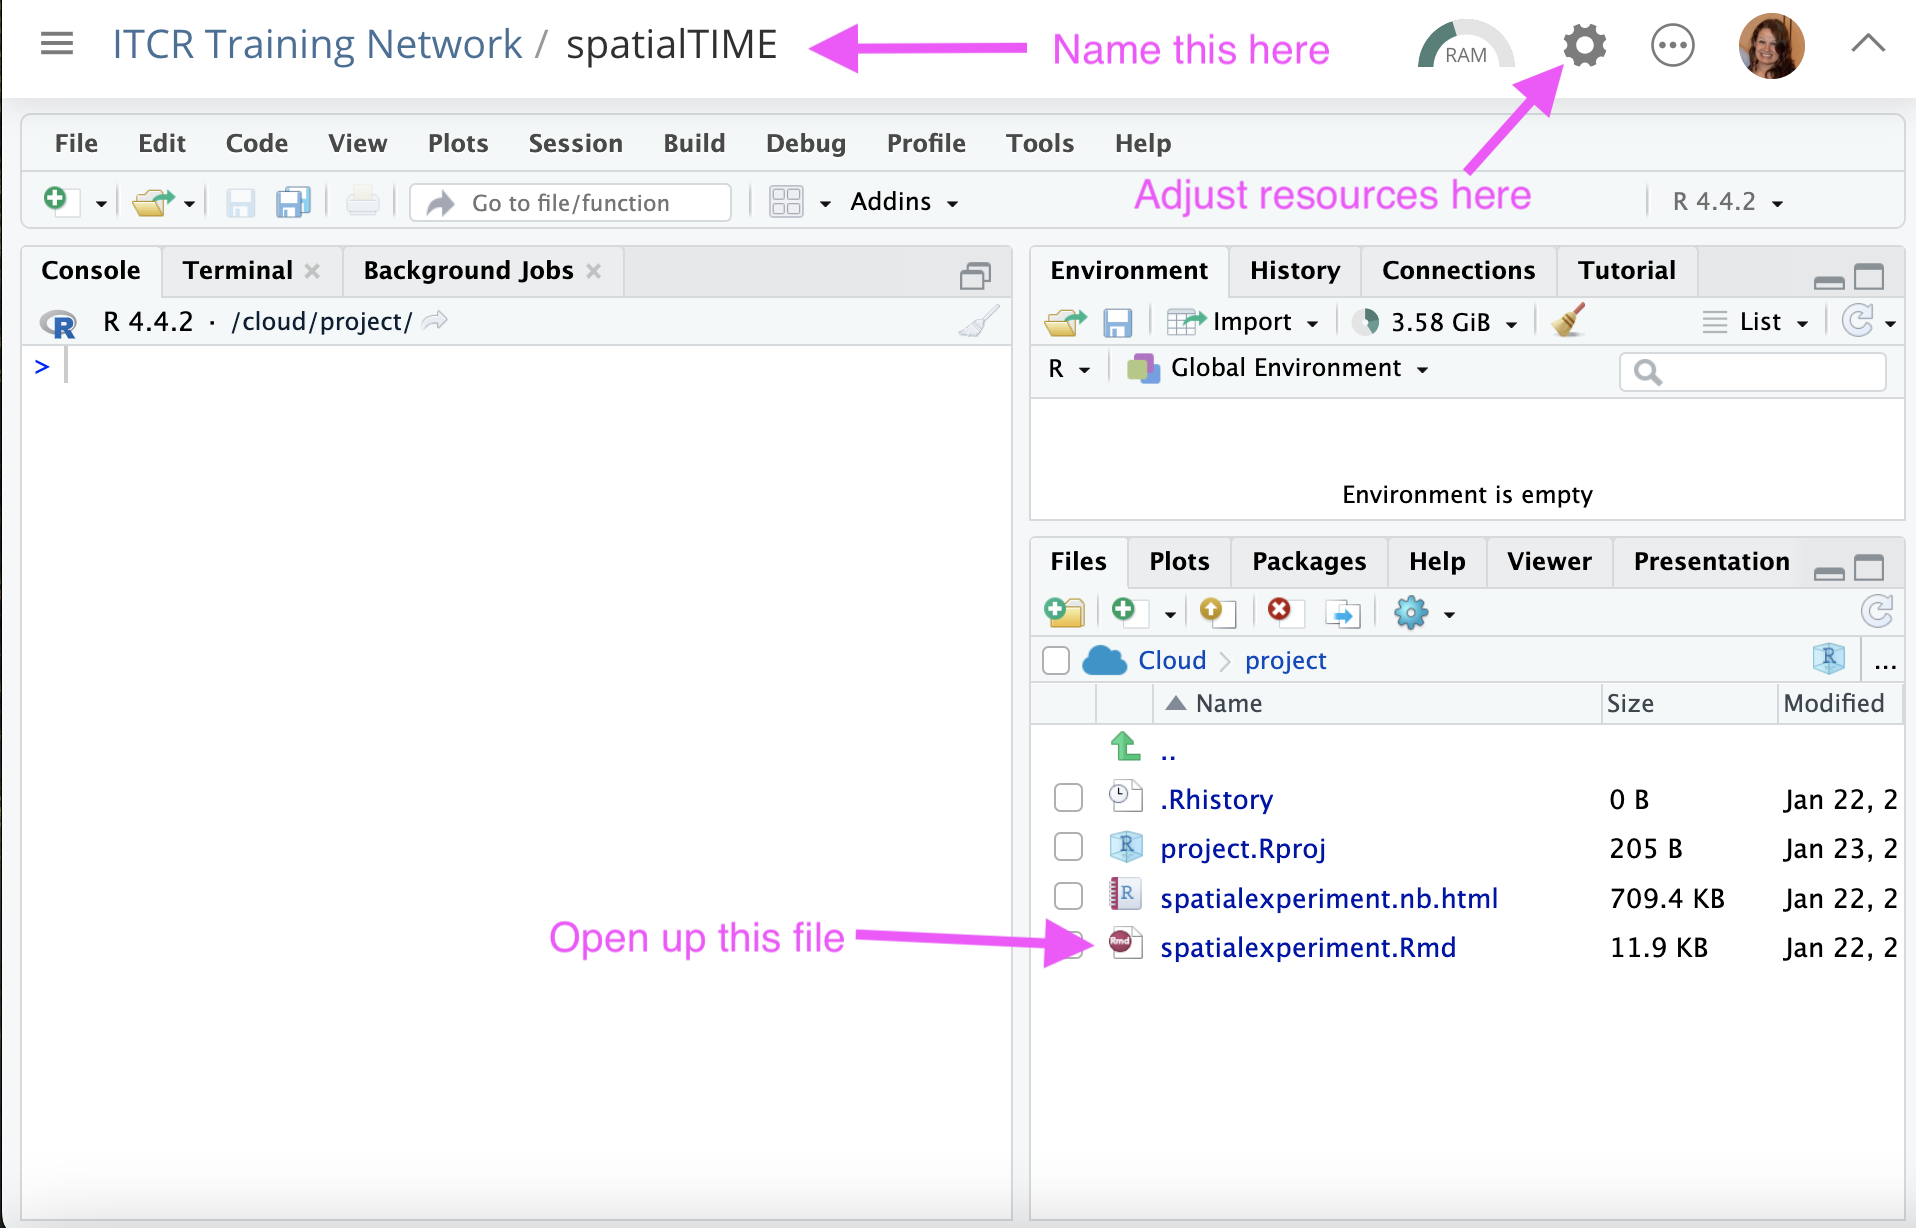 ITCR Training Network / spatialTIME
Name this here
RAM
File Edit Code View Plots Session Build Debug Profile Tools Help
Adjust resources here
Go to file/function
Addins
R 4.4.2
Console Terminal Background Jobs
R 4.4.2 · /cloud/project/
>
Environment History Connections Tutorial
Import 3.58 GiB List
R Global Environment
Environment is empty
Files Plots Packages Help Viewer Presentation
Cloud project ...
Name Size Modified
..
.Rhistory 0 B Jan 22, 2
project.Rproj 205 B Jan 23, 2
spatialexperiment.nb.html 709.4 KB Jan 22, 2
spatialexperiment.Rmd 11.9 KB Jan 22, 2
Open up this file